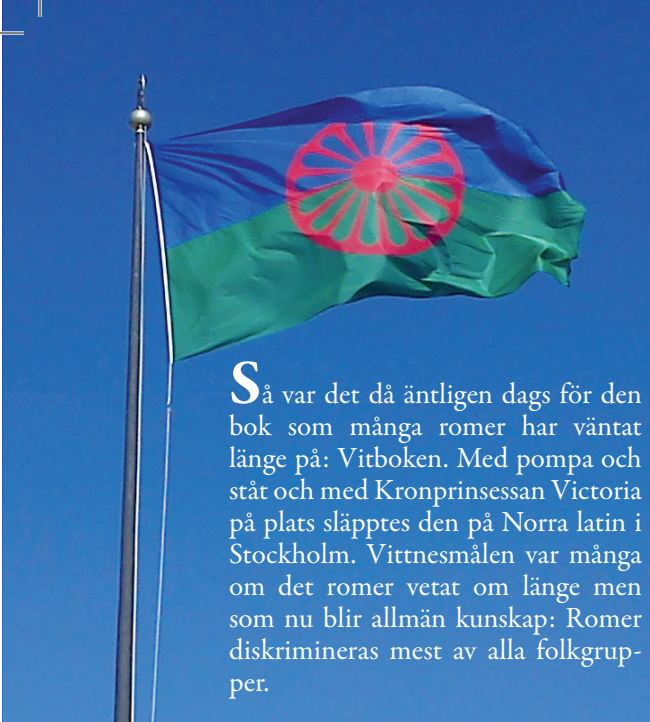 Så var det då äntligen dags för den
bok som många romer har väntat
länge på: Vitboken. Med pompa och
ståt och med Kronprinsessan Victoria
på plats släpptes den på Norra latin i
Stockholm. Vittnesmålen var många
om det romer vetat om länge men
som nu blir allmän kunskap: Romer
diskrimineras mest av alla folkgrup-
per.